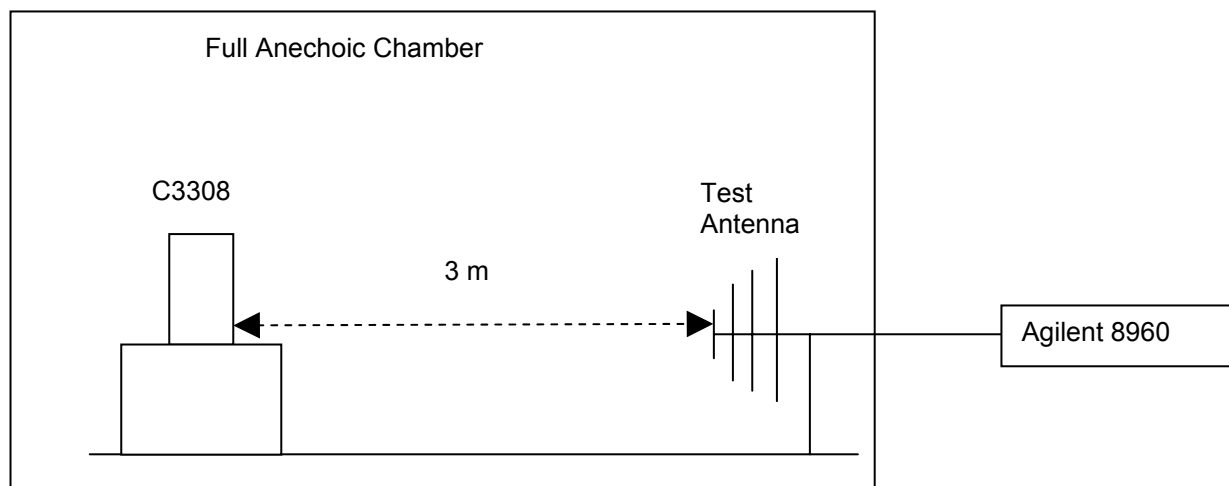 Full Anechoic Chamber
C3308
Test
Antenna
3 m
Agilent 8960